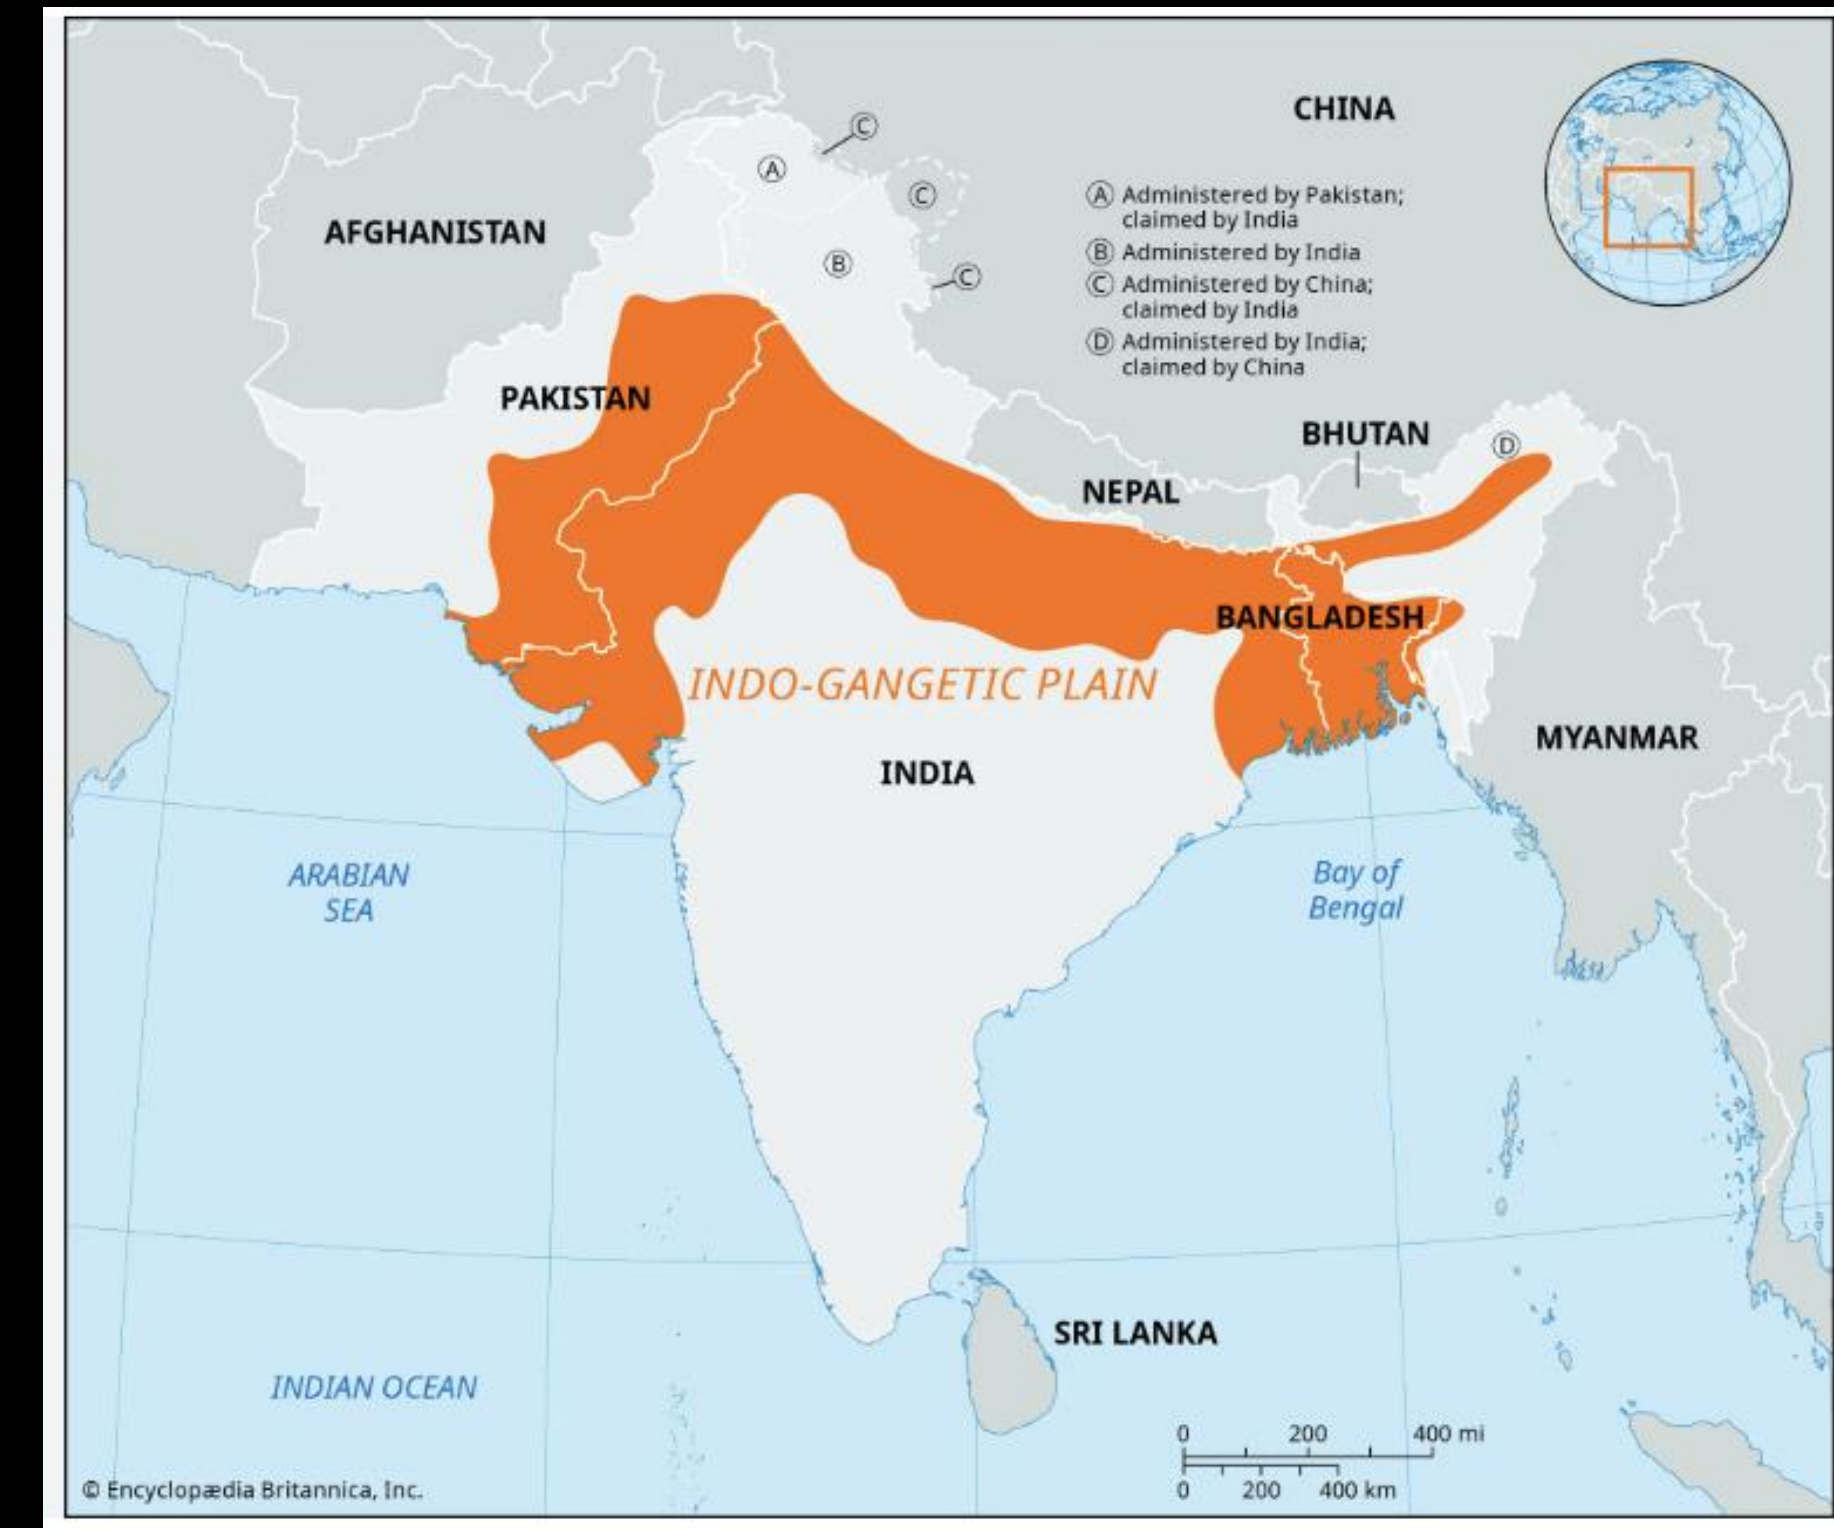 CHINA
Ⓒ
Ⓐ
Ⓒ
Ⓐ Administered by Pakistan;
claimed by India
AFGHANISTAN
Ⓑ Administered by India
Ⓑ
Ⓒ
Ⓒ Administered by China;
claimed by India
Ⓓ Administered by India;
claimed by China
PAKISTAN
BHUTAN
Ⓓ
NEPAL
BANGLADESH
INDO-GANGETIC PLAIN
MYANMAR
INDIA
ARABIAN
SEA
Bay of
Bengal
SRI LANKA
INDIAN OCEAN
0 200 400 mi
0 200 400 km
© Encyclopædia Britannica, Inc.